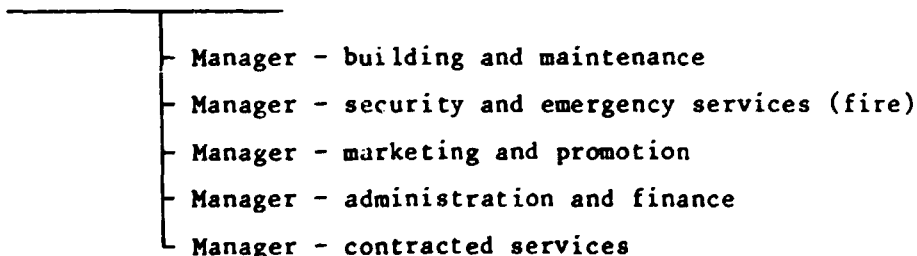 Manager - building and maintenance
Manager - security and emergency services (fire)
Manager - marketing and promotion
Manager - administration and finance
Manager - contracted services